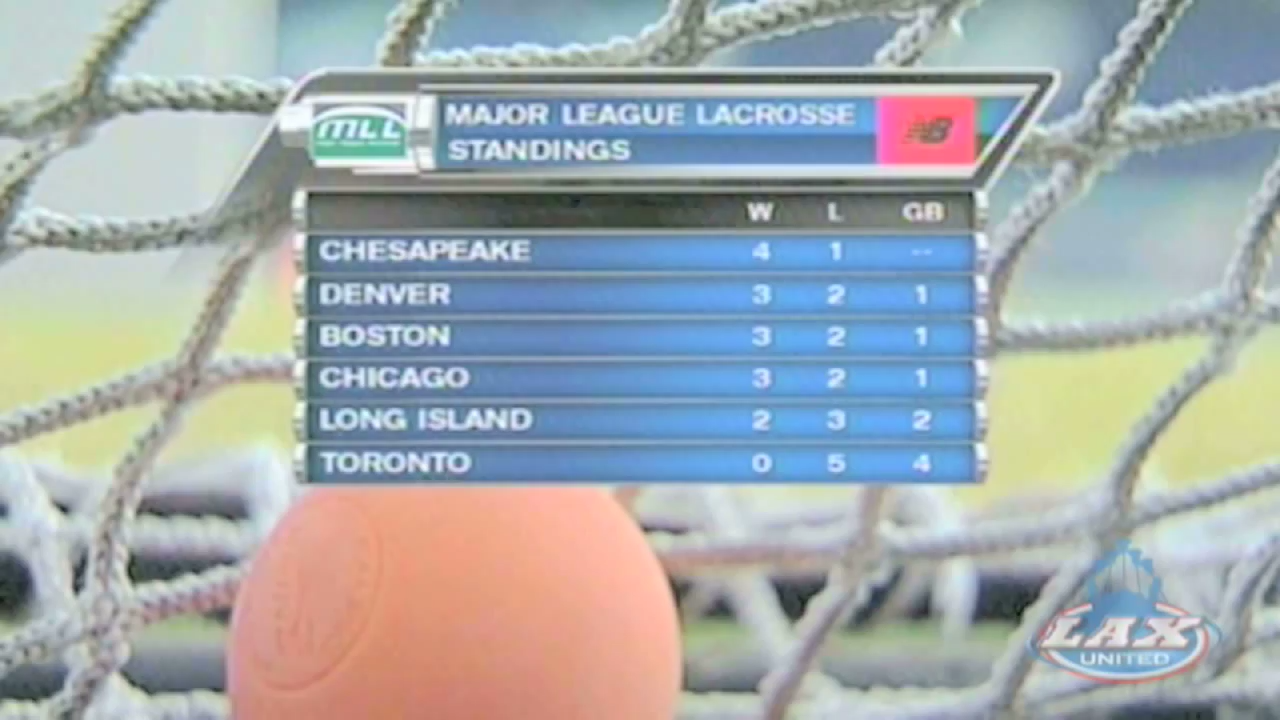 MLL
MAJOR LEAGUE LACROSSE
STANDINGS
W L GB
CHESAPEAKE 4 1 --
DENVER 3 2 1
BOSTON 3 2 1
CHICAGO 3 2 1
LONG ISLAND 2 3 2
TORONTO 0 5 4
LAX
UNITED